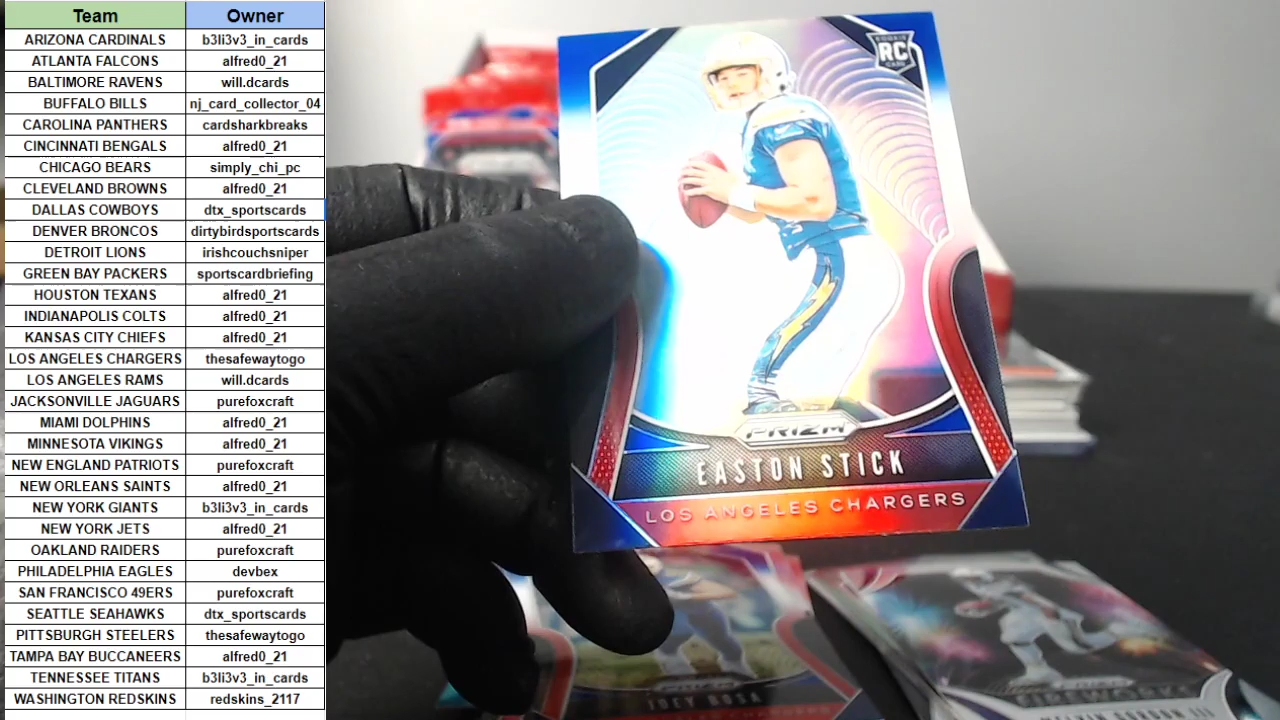 Team Owner
ARIZONA CARDINALS b3li3v3_in_cards
ATLANTA FALCONS alfred0_21
BALTIMORE RAVENS will.dcards
BUFFALO BILLS nj_card_collector_04
CAROLINA PANTHERS cardsharkbreaks
CINCINNATI BENGALS alfred0_21
CHICAGO BEARS simply_chi_pc
CLEVELAND BROWNS alfred0_21
DALLAS COWBOYS dtx_sportscards
DENVER BRONCOS dirtybirdsportscards
DETROIT LIONS irishcouchsniper
GREEN BAY PACKERS sportscardbriefing
HOUSTON TEXANS alfred0_21
INDIANAPOLIS COLTS alfred0_21
KANSAS CITY CHIEFS alfred0_21
LOS ANGELES CHARGERS thesafewaytogo
LOS ANGELES RAMS will.dcards
JACKSONVILLE JAGUARS purefoxcraft
MIAMI DOLPHINS alfred0_21
MINNESOTA VIKINGS alfred0_21
NEW ENGLAND PATRIOTS purefoxcraft
NEW ORLEANS SAINTS alfred0_21
NEW YORK GIANTS b3li3v3_in_cards
NEW YORK JETS alfred0_21
OAKLAND RAIDERS purefoxcraft
PHILADELPHIA EAGLES devbex
SAN FRANCISCO 49ERS purefoxcraft
SEATTLE SEAHAWKS dtx_sportscards
PITTSBURGH STEELERS thesafewaytogo
TAMPA BAY BUCCANEERS alfred0_21
TENNESSEE TITANS b3li3v3_in_cards
WASHINGTON REDSKINS redskins_2117
ROOKIE
RC
CARD
PRIZM
EASTON STICK
LOS ANGELES CHARGERS
PRIZM
JOEY BOSA
PRIZM
FIREWORKS